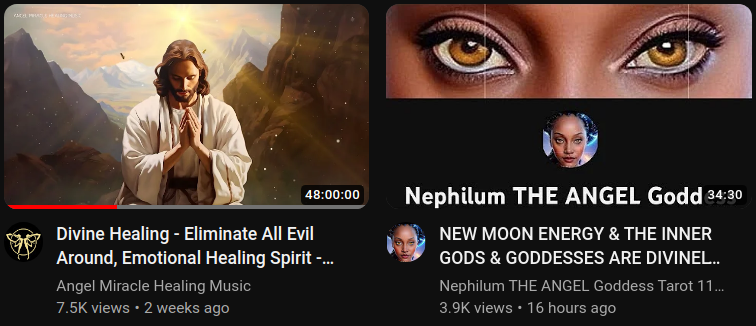 48:00:00
Divine Healing - Eliminate All Evil
Around, Emotional Healing Spirit -...
Angel Miracle Healing Music
7.5K views • 2 weeks ago
Nephilum THE ANGEL Godd
34:30
NEW MOON ENERGY & THE INNER
GODS & GODDESSES ARE DIVINEL...
Nephilum THE ANGEL Goddess Tarot 11...
3.9K views • 16 hours ago